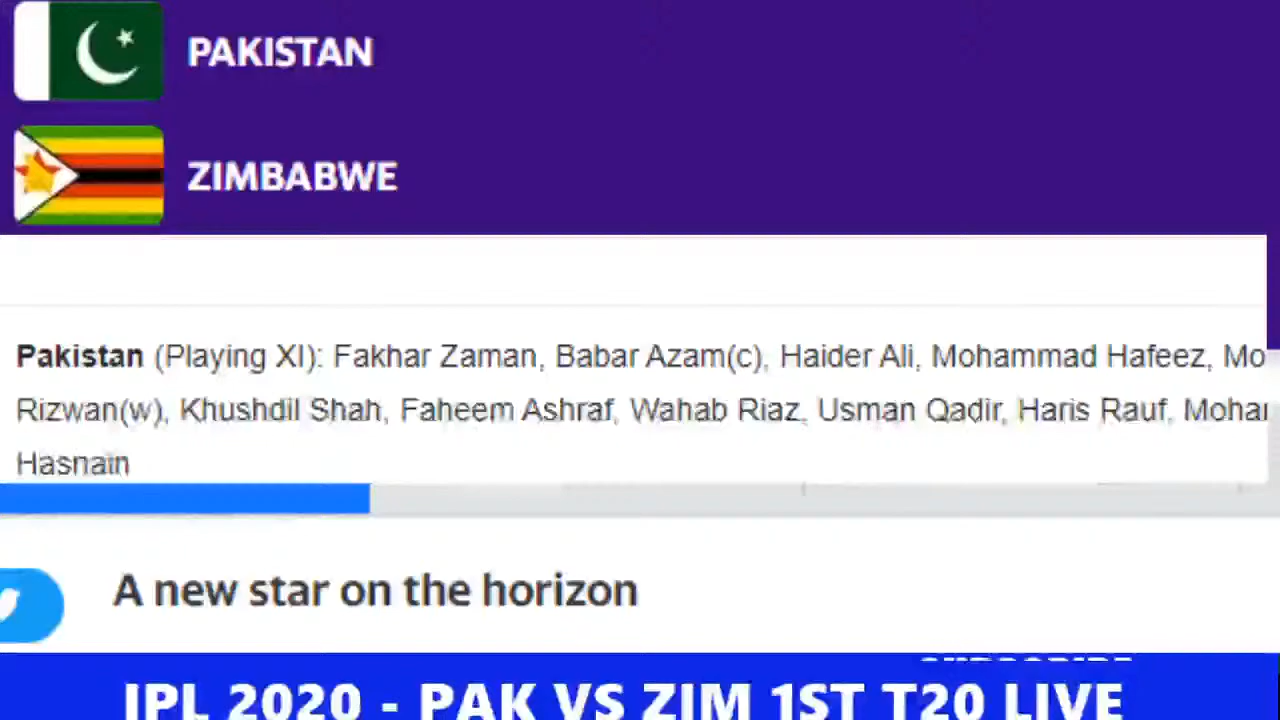 PAKISTAN
ZIMBABWE
Pakistan (Playing XI): Fakhar Zaman, Babar Azam(c), Haider Ali, Mohammad Hafeez, Mo
Rizwan(w), Khushdil Shah, Faheem Ashraf, Wahab Riaz, Usman Qadir, Haris Rauf, Moham
Hasnain
A new star on the horizon
IPL 2020 - PAK VS ZIM 1ST T20 LIVE